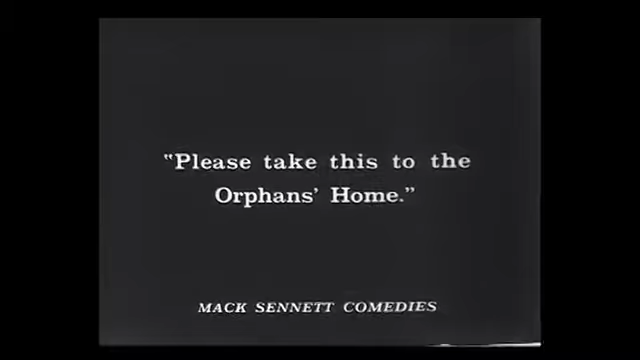 "Please take this to the
Orphans' Home."
MACK SENNETT COMEDIES